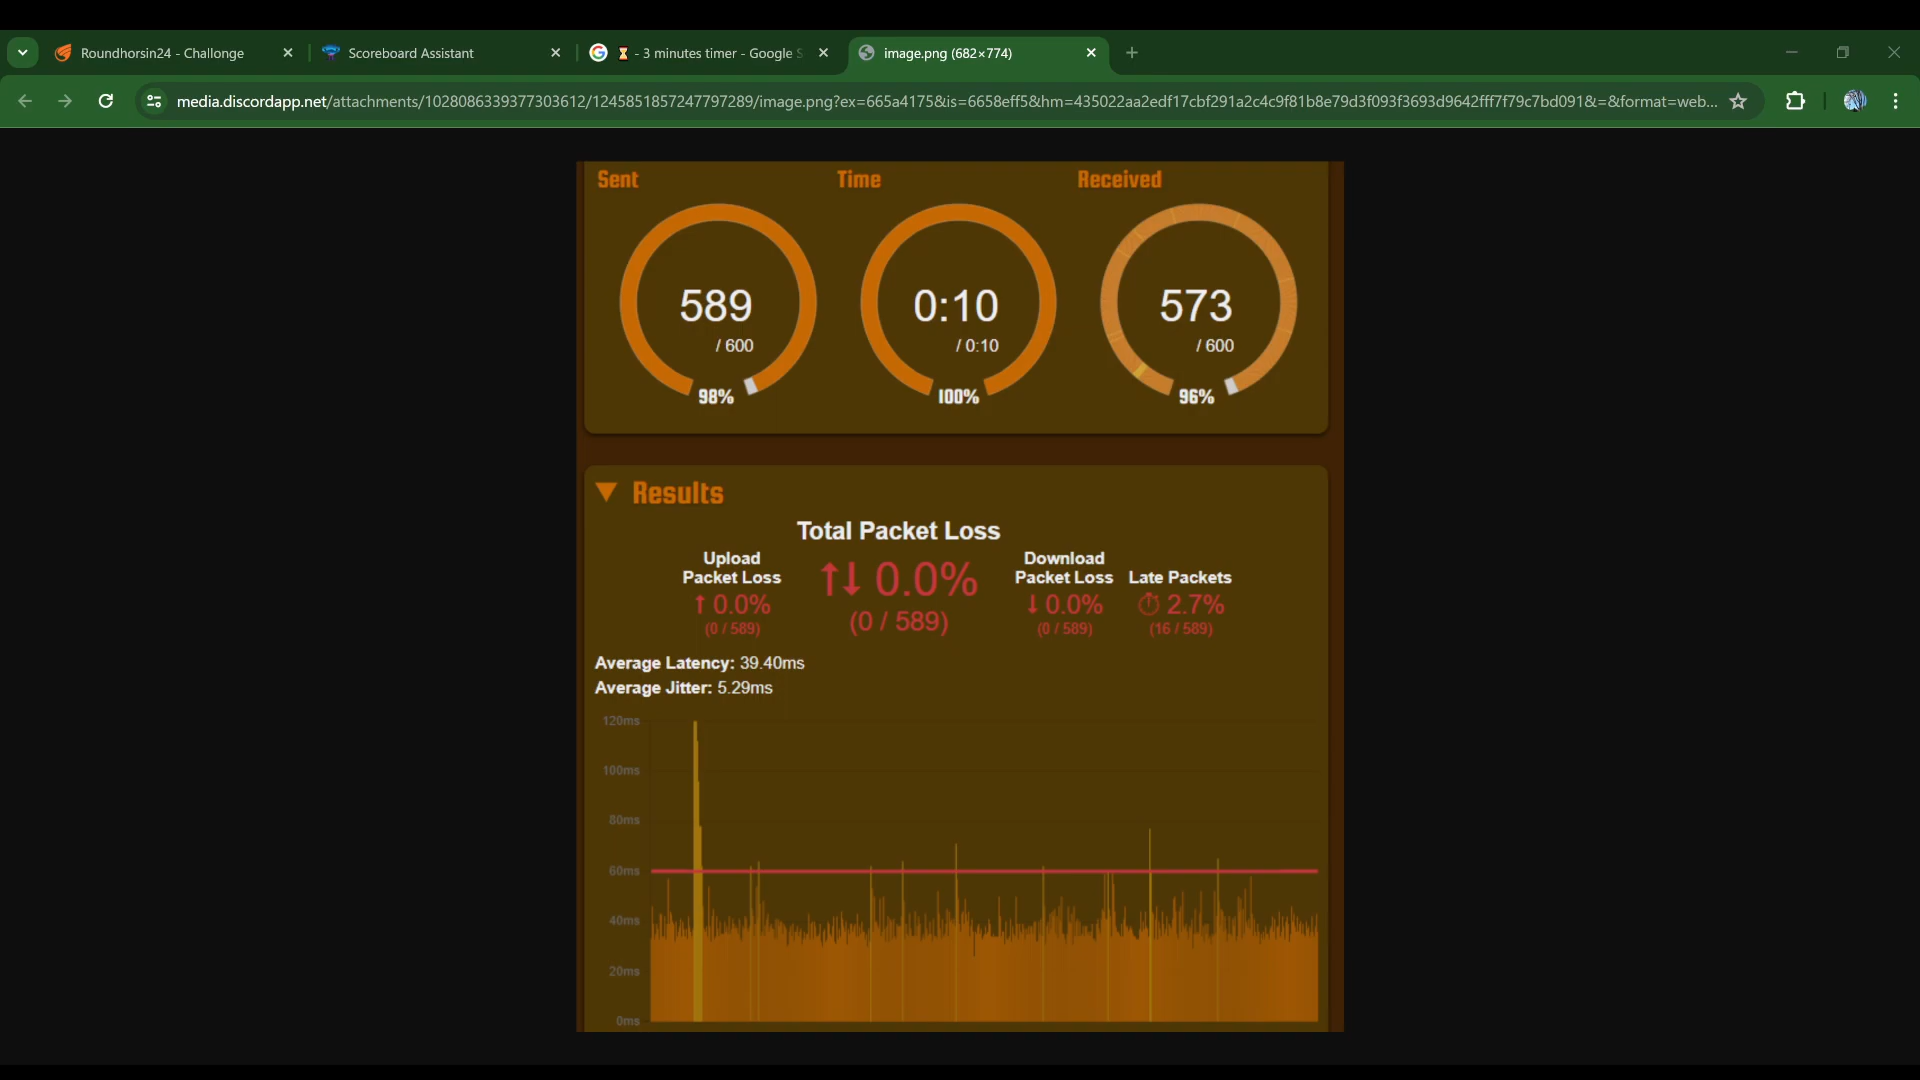 Roundhorsin24 - Challonge
Scoreboard Assistant
⌛ - 3 minutes timer - Google S
image.png (682×774)
media.discordapp.net/attachments/1028086339377303612/1245851857247797289/image.png?ex=665a4175&is=6658eff5&hm=435022aa2edf17cbf291a2c4c9f81b8e79d3f093f3693d9642fff7f79c7bd091&=&format=web...
Sent
Time
Received
589
/ 600
98%
0:10
/ 0:10
100%
573
/ 600
96%
▼ Results
Total Packet Loss
Upload
Packet Loss
↑ 0.0%
(0 / 589)
↑↓ 0.0%
(0 / 589)
Download
Packet Loss
↓ 0.0%
(0 / 589)
Late Packets
⏱ 2.7%
(16 / 589)
Average Latency: 39.40ms
Average Jitter: 5.29ms
120ms
100ms
80ms
60ms
40ms
20ms
0ms